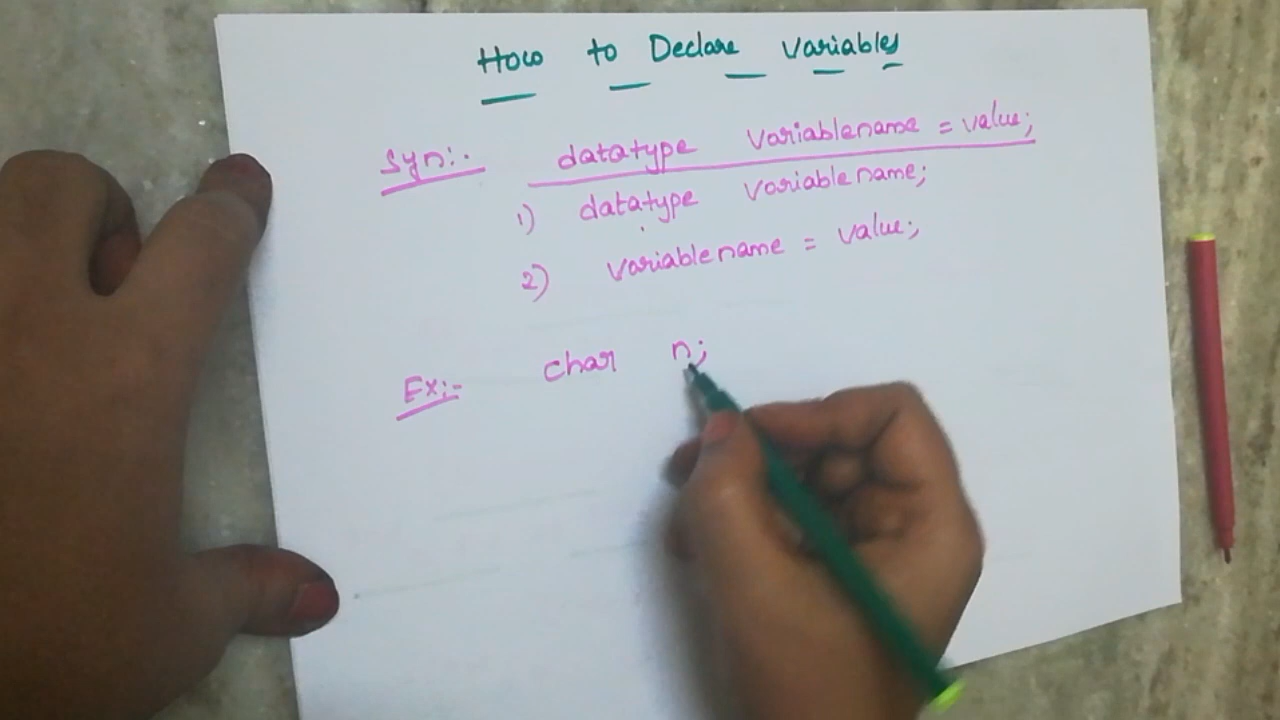 How to Declare Variables
Syn:- datatype Variablename = value;
1) datatype Variablename;
2) variablename = value;
Ex:- char n;